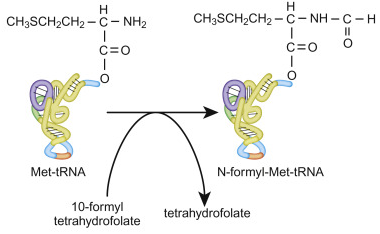 H
CH₃SCH₂CH₂ – C – NH₂
C=O
O
Met-tRNA
H
CH₃SCH₂CH₂ – C – NH – C – H
O
C=O
O
N-formyl-Met-tRNA
10-formyl
tetrahydrofolate
tetrahydrofolate